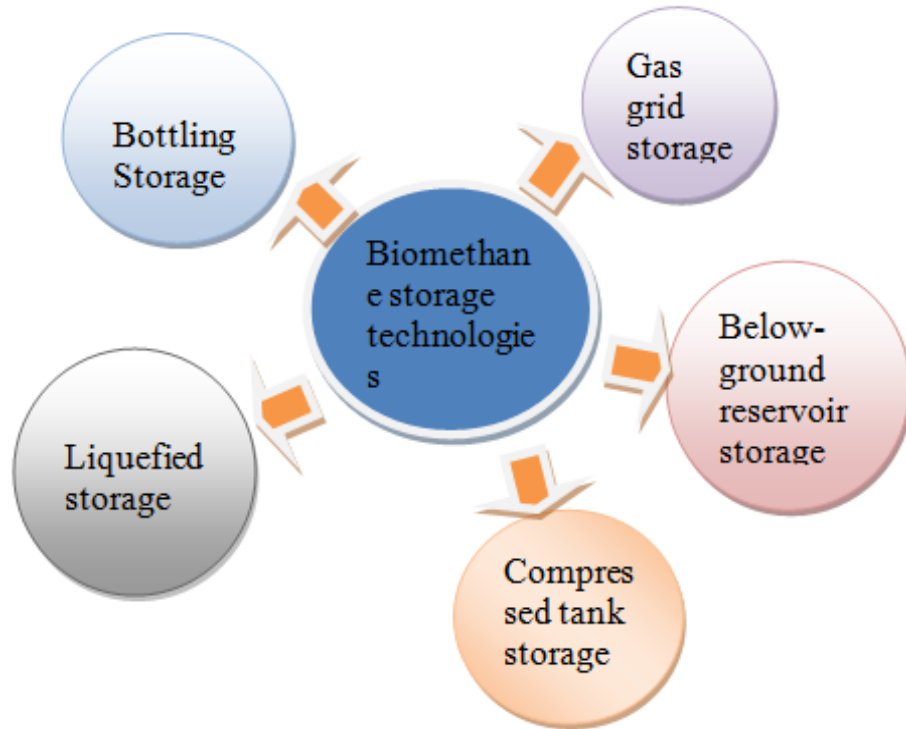 Bottling
Storage
Gas
grid
storage
Biomethan
e storage
technologie
s
Below-
ground
reservoir
storage
Liquefied
storage
Compres
sed tank
storage